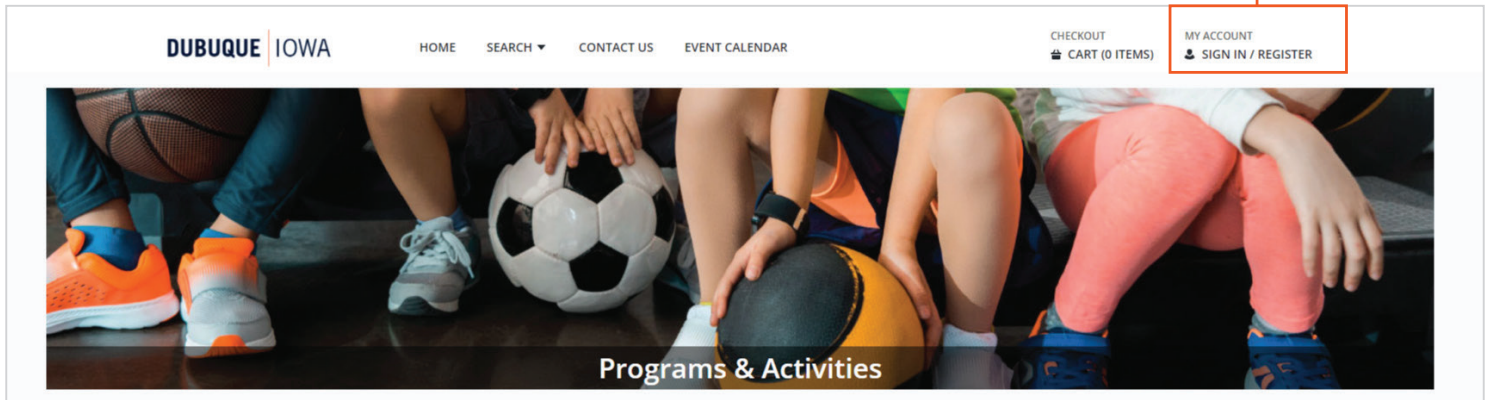 DUBUQUE | IOWA
HOME SEARCH CONTACT US EVENT CALENDAR
CHECKOUT
CART (0 ITEMS)
MY ACCOUNT
SIGN IN / REGISTER
Programs & Activities